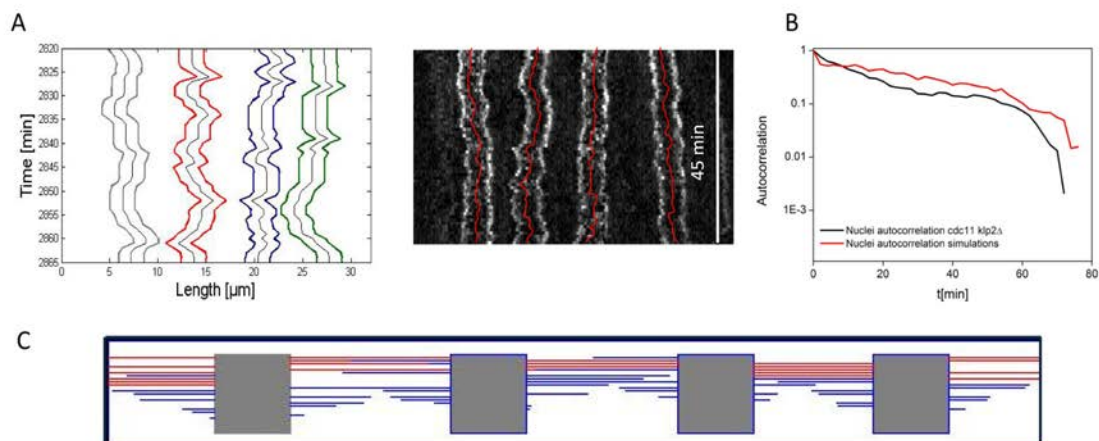 A
2820
2825
2830
2835
2840
2845
2850
2855
2860
2865
Time [min]
0 5 10 15 20 25 30
Length [µm]
45 min
B
1
0.1
0.01
1E-3
Autocorrelation
Nuclei autocorrelation cdc11 klp2Δ
Nuclei autocorrelation simulations
0 20 40 60 80
t[min]
C